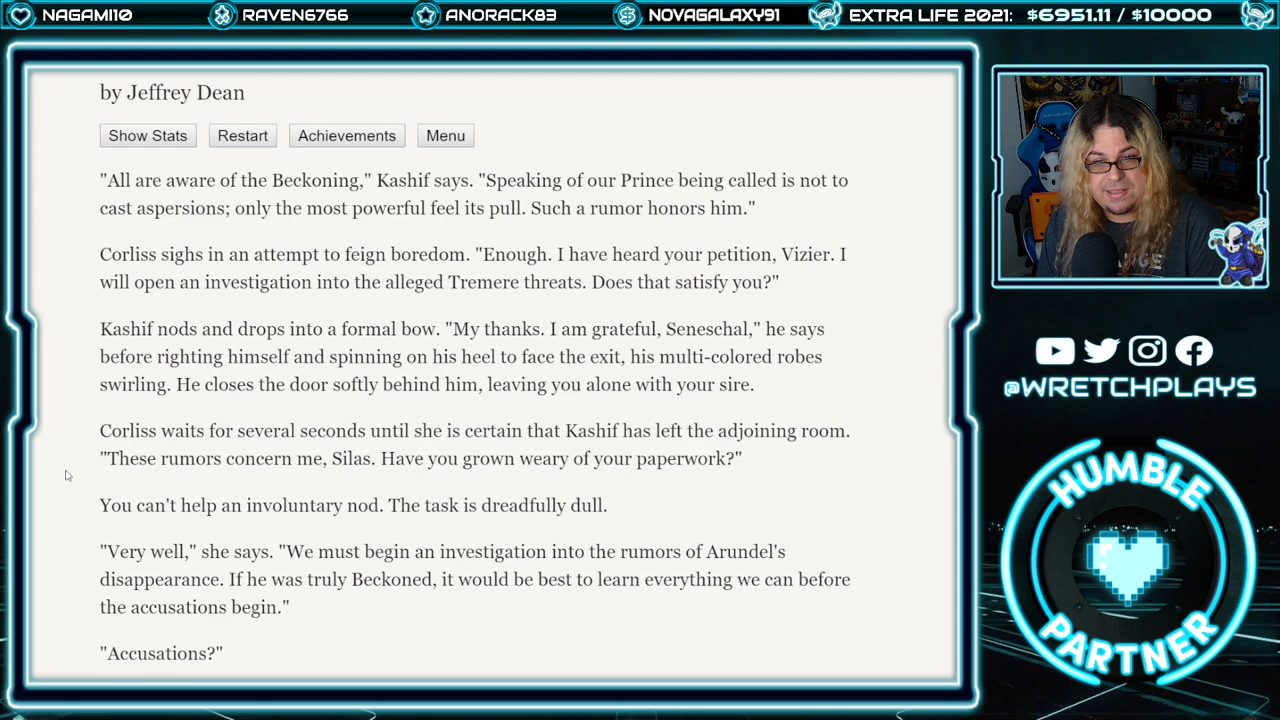 NAGAMI10 RAVEN6766 ANORACK83 NOVAGALAXY91 EXTRA LIFE 2021: $6951.11 / $10000
by Jeffrey Dean
Show Stats Restart Achievements Menu
"All are aware of the Beckoning," Kashif says. "Speaking of our Prince being called is not to
cast aspersions; only the most powerful feel its pull. Such a rumor honors him."
Corliss sighs in an attempt to feign boredom. "Enough. I have heard your petition, Vizier. I
will open an investigation into the alleged Tremere threats. Does that satisfy you?"
Kashif nods and drops into a formal bow. "My thanks. I am grateful, Seneschal," he says
before righting himself and spinning on his heel to face the exit, his multi-colored robes
swirling. He closes the door softly behind him, leaving you alone with your sire.
Corliss waits for several seconds until she is certain that Kashif has left the adjoining room.
"These rumors concern me, Silas. Have you grown weary of your paperwork?"
You can't help an involuntary nod. The task is dreadfully dull.
"Very well," she says. "We must begin an investigation into the rumors of Arundel's
disappearance. If he was truly Beckoned, it would be best to learn everything we can before
the accusations begin."
"Accusations?"
@WRETCHPLAYS
HUMBLE
PARTNER